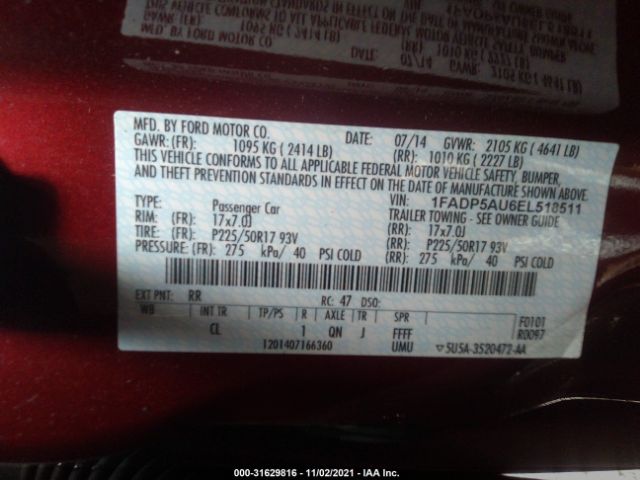 MFD. BY FORD MOTOR CO. 07/14 GVWR: 2105 KG ( 4641 LB)
GAWR: (FR): 1095 KG ( 2414 LB) (RR): 1010 KG ( 2227 LB)
THIS VEHICLE CONFORMS TO ALL APPLICABLE FEDERAL MOTOR VEHICLE SAFETY, BUMPER,
AND THEFT PREVENTION STANDARDS IN EFFECT ON THE DATE OF MANUFACTURE SHOWN ABOVE.
VIN: 1FADP5AU6EL518511
TYPE: Passenger Car TRAILER TOWING - SEE OWNER GUIDE
RIM: (FR): 17x7.0J (RR): 17x7.0J
TIRE: (FR): P225/50R17 93V (RR): P225/50R17 93V
PRESSURE: (FR): 275 kPa/ 40 PSI COLD (RR): 275 kPa/ 40 PSI COLD
EXT PNT: RR RC: 47 DSO:
WB INT TR TP/PS R AXLE TR SPR F0101
CL 1 QN J FFFF R0097
1201407166360 UMU ▽5U5A-3520472-AA
000-31629816 - 11/02/2021 - IAA Inc.